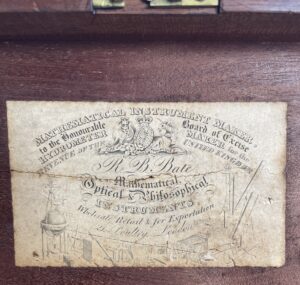 MATHEMATICAL INSTRUMENT MAKER
to the Honourable Board of Excise
HYDROMETER MAKER for the
REVENUE OF THE UNITED KINGDOM
R. B. Bate
Mathematical,
Optical & Philosophical
INSTRUMENTS
Wholesale, Retail & for Exportation
Poultry London